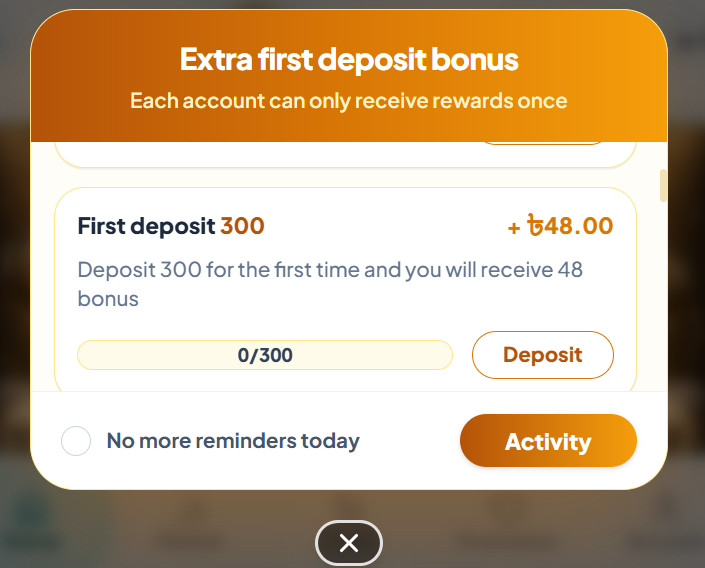 Extra first deposit bonus
Each account can only receive rewards once
First deposit 300
+ ৳48.00
Deposit 300 for the first time and you will receive 48
bonus
0/300
Deposit
No more reminders today
Activity